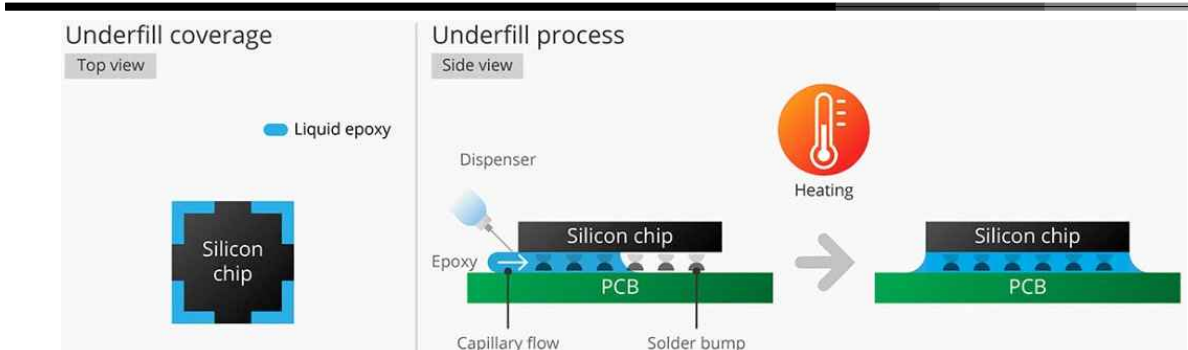 Underfill coverage
Top view
Liquid epoxy
Silicon
chip
Underfill process
Side view
Dispenser
Heating
Silicon chip
Epoxy
PCB
Capillary flow
Solder bump
Silicon chip
PCB